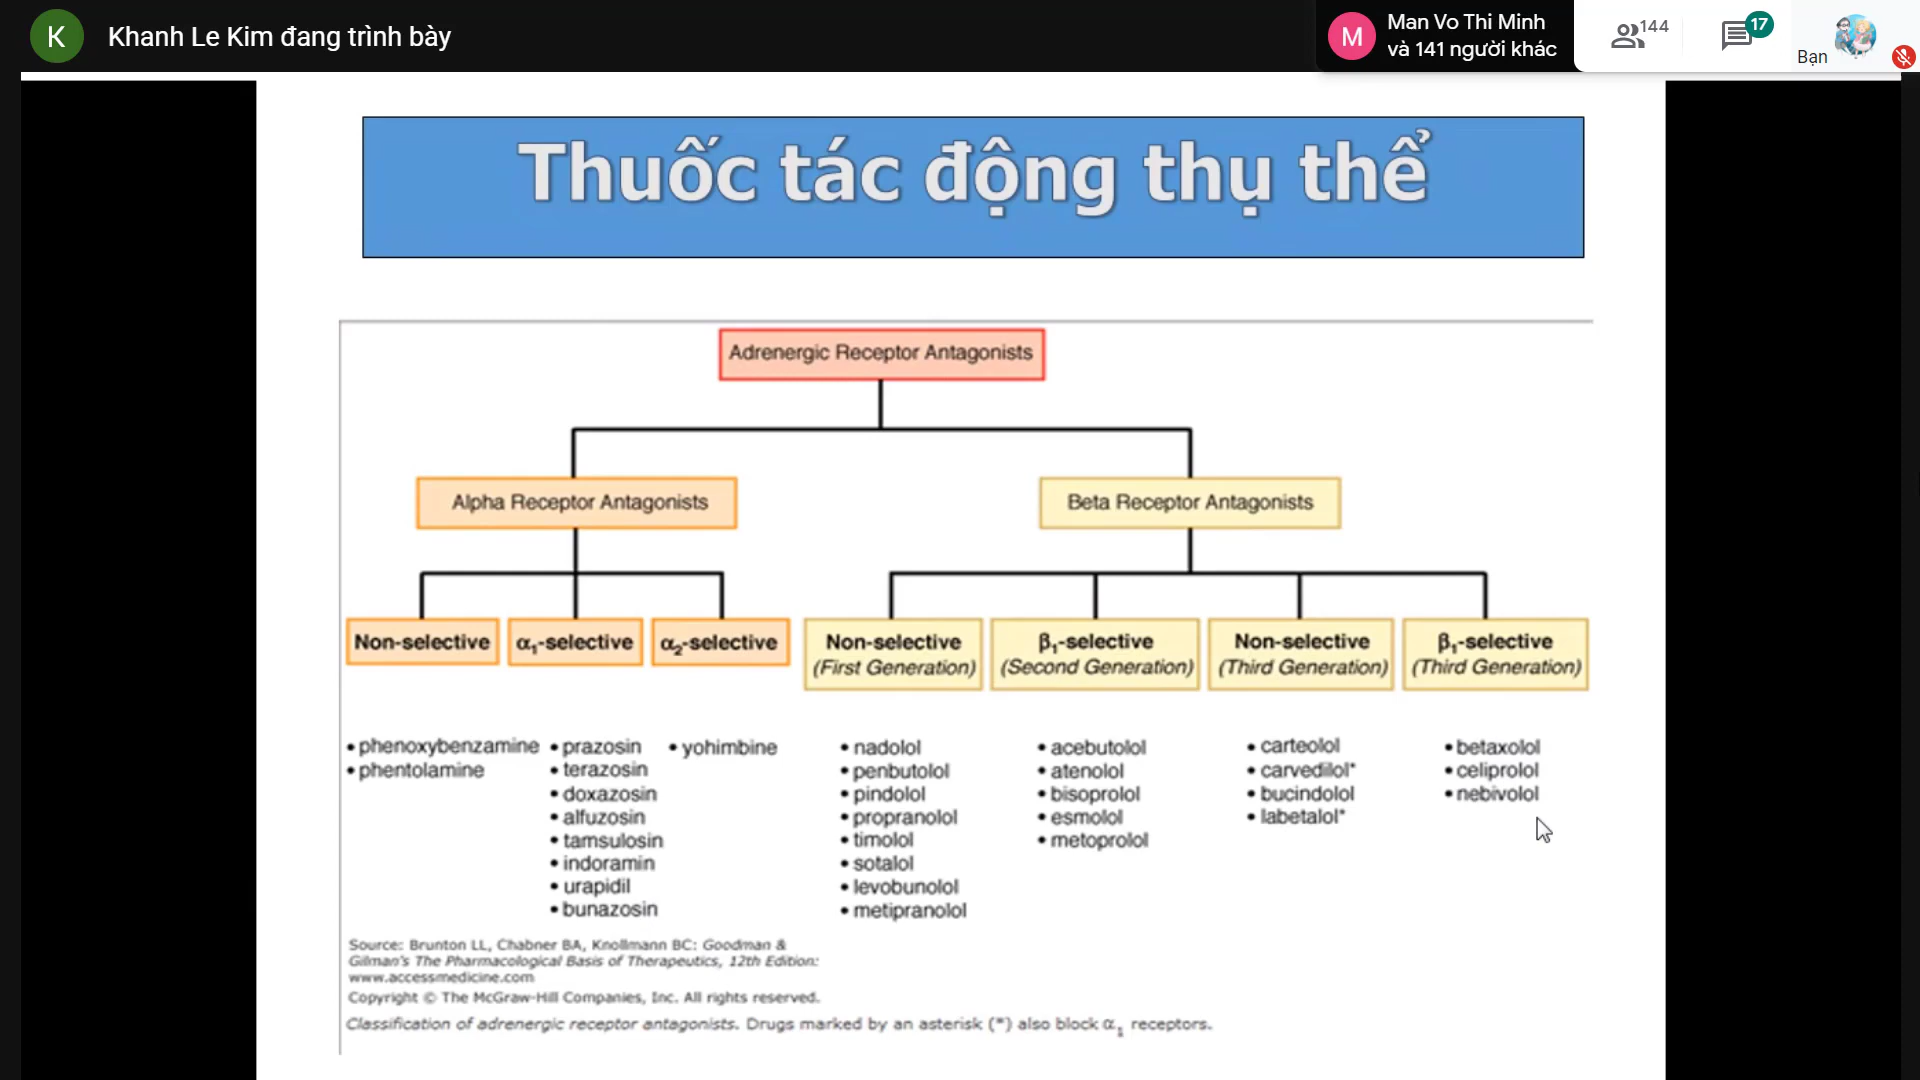 K
Khanh Le Kim đang trình bày
M
Man Vo Thi Minh
và 141 người khác
144
17
Bạn
Thuốc tác động thụ thể
Adrenergic Receptor Antagonists
Alpha Receptor Antagonists
Beta Receptor Antagonists
Non-selective
α1-selective
α2-selective
Non-selective
(First Generation)
β1-selective
(Second Generation)
Non-selective
(Third Generation)
β1-selective
(Third Generation)
• phenoxybenzamine
• phentolamine
• prazosin
• terazosin
• doxazosin
• alfuzosin
• tamsulosin
• indoramin
• urapidil
• bunazosin
• yohimbine
• nadolol
• penbutolol
• pindolol
• propranolol
• timolol
• sotalol
• levobunolol
• metipranolol
• acebutolol
• atenolol
• bisoprolol
• esmolol
• metoprolol
• carteolol
• carvedilol*
• bucindolol
• labetalol*
• betaxolol
• celiprolol
• nebivolol
Source: Brunton LL, Chabner BA, Knollmann BC: Goodman &
Gilman's The Pharmacological Basis of Therapeutics, 12th Edition:
www.accessmedicine.com
Copyright © The McGraw-Hill Companies, Inc. All rights reserved.
Classification of adrenergic receptor antagonists. Drugs marked by an asterisk (*) also block α1 receptors.